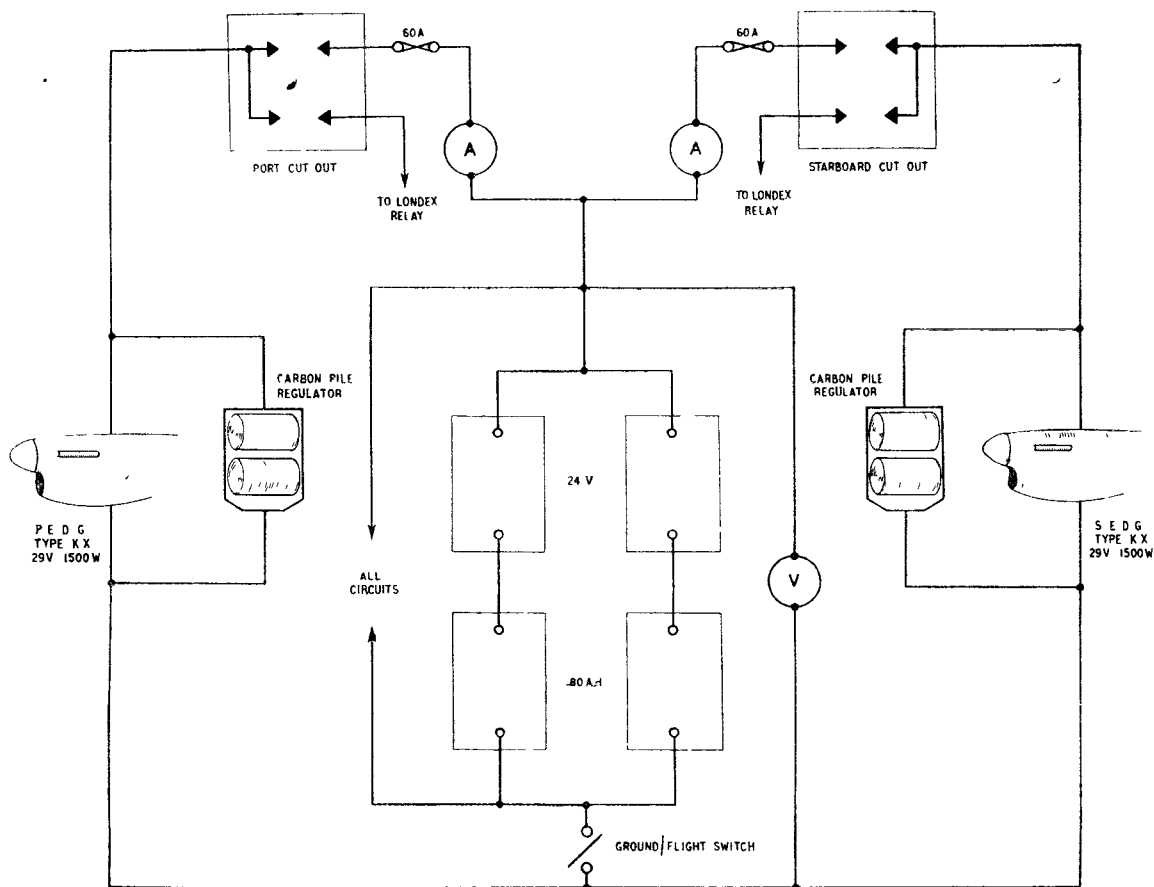 60A
60A
A
A
PORT CUT OUT
STARBOARD CUT OUT
TO LONDEX
RELAY
TO LONDEX
RELAY
CARBON PILE
REGULATOR
CARBON PILE
REGULATOR
24 V
P E D G
TYPE K X
29V 1500W
S E D G
TYPE K X
29V 1500W
ALL
CIRCUITS
V
80 A.H
GROUND/FLIGHT SWITCH